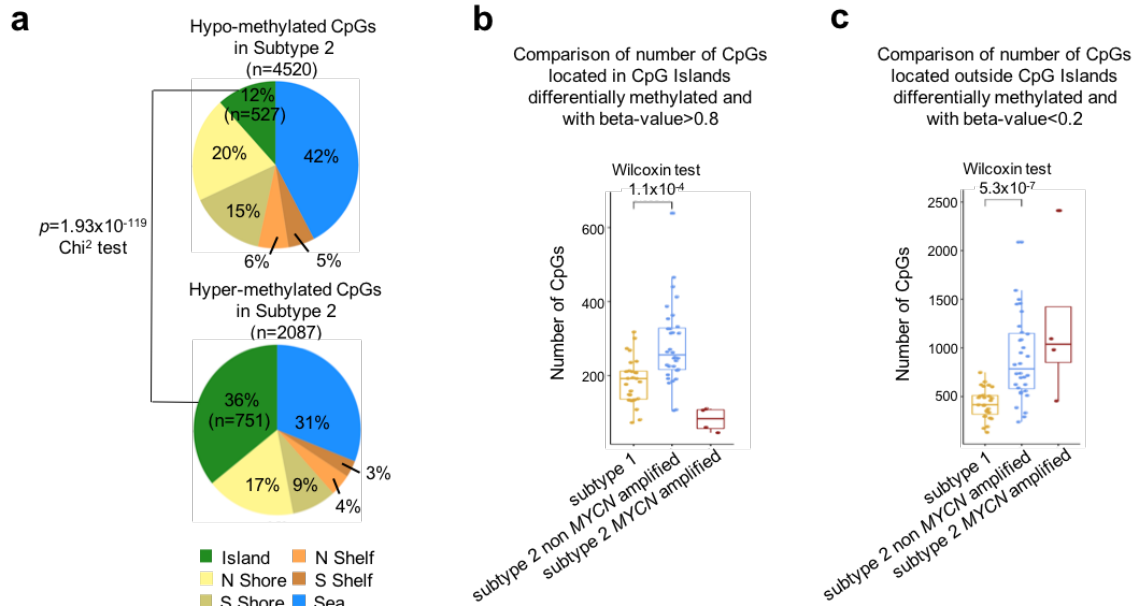 a
Hypo-methylated CpGs
in Subtype 2
(n=4520)
12%
(n=527)
20%
42%
15%
6%
5%
p=1.93x10-119
Chi2 test
Hyper-methylated CpGs
in Subtype 2
(n=2087)
36%
(n=751)
31%
17%
9%
3%
4%
Island
N Shelf
N Shore
S Shelf
S Shore
Sea
b
Comparison of number of CpGs
located in CpG Islands
differentially methylated and
with beta-value>0.8
Wilcoxin test
1.1x10-4
Number of CpGs
600
400
200
subtype 1
subtype 2 non MYCN amplified
subtype 2 MYCN amplified
c
Comparison of number of CpGs
located outside CpG Islands
differentially methylated and
with beta-value<0.2
Wilcoxin test
5.3x10-7
Number of CpGs
2500
2000
1500
1000
500
subtype 1
subtype 2 non MYCN amplified
subtype 2 MYCN amplified